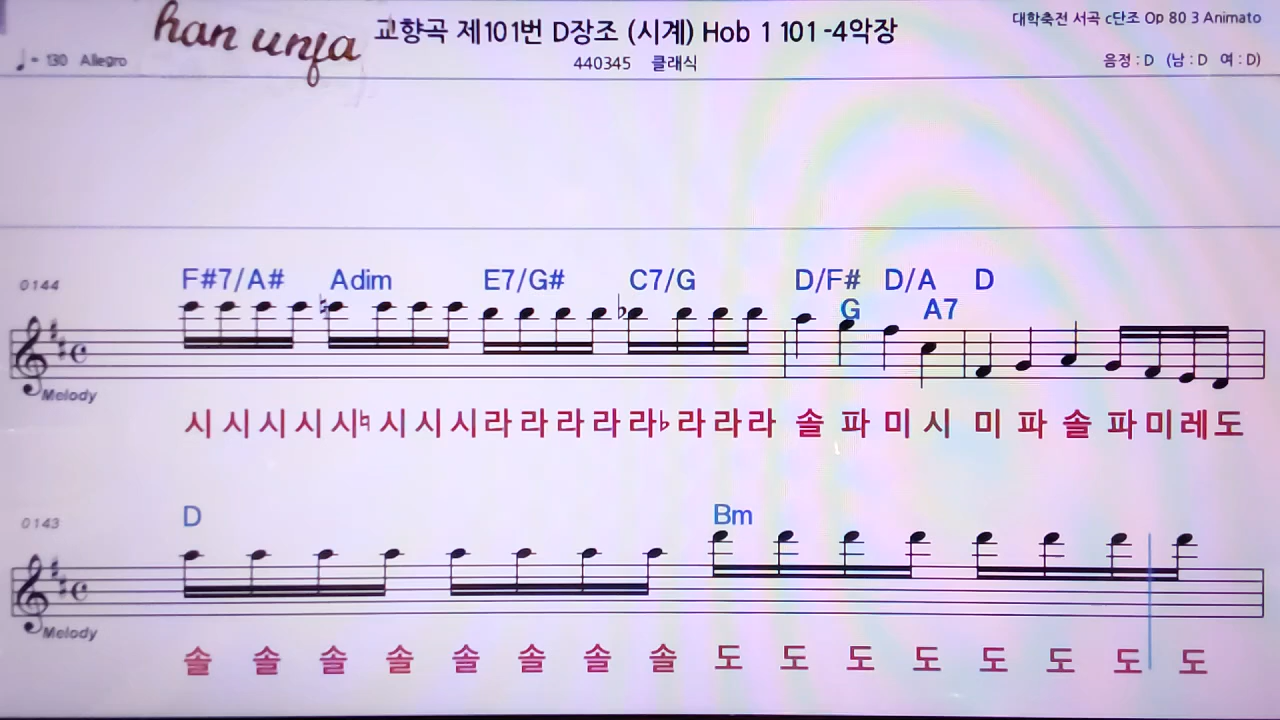 han unfa
교향곡 제101번 D장조 (시계) Hob 1 101 -4악장
대학축전 서곡 c단조 Op 80 3 Animato
♩= 130 Allegro
440345 클래식
음정 : D (남 : D 여 : D)
F#7/A# Adim E7/G# C7/G D/F# D/A D
0144
G A7
Melody
시 시 시 시 시♮ 시 시 시 라 라 라 라 라♭ 라 라 라 솔 파 미 시 미 파 솔 파 미 레 도
D Bm
0143
Melody
솔 솔 솔 솔 솔 솔 솔 솔 도 도 도 도 도 도 도 도